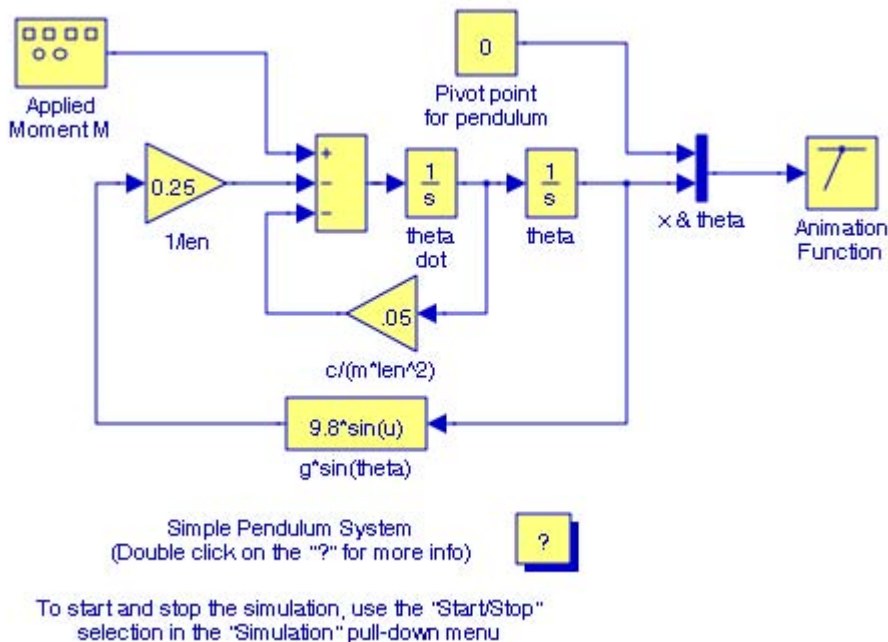 0
Applied
Moment M
Pivot point
for pendulum
+
0.25
−
−
1
s
1
s
1/len
theta
dot
theta
x & theta
Animation
Function
.05
c/(m*len^2)
9.8*sin(u)
g*sin(theta)
Simple Pendulum System
(Double click on the "?" for more info)
?
To start and stop the simulation, use the "Start/Stop"
selection in the "Simulation" pull-down menu